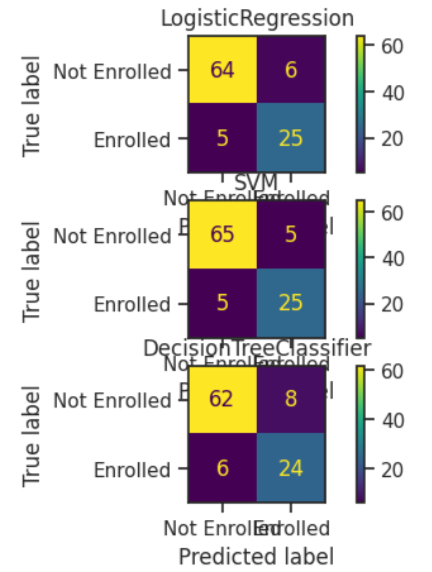 LogisticRegression
60
Not Enrolled 64 6
True label
40
Enrolled 5 25
20
SVM
60
Not Enrolled 65 5
True label
40
Enrolled 5 25
20
DecisionTreeClassifier
60
Not Enrolled 62 8
True label
40
Enrolled 6 24
20
Not Enrolled Enrolled
Predicted label